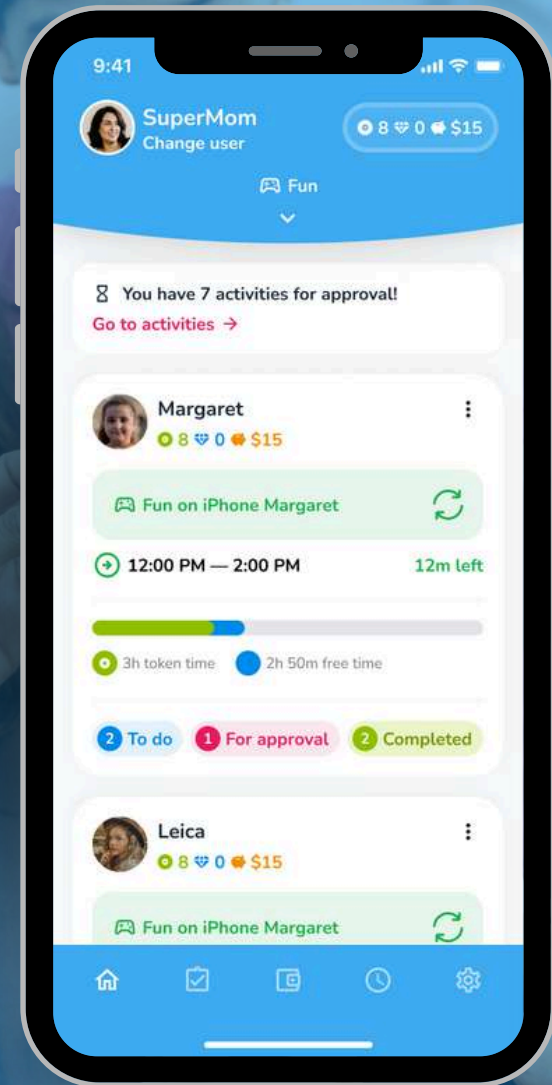 9:41
SuperMom
Change user
8 0 $15
Fun
You have 7 activities for approval!
Go to activities →
Margaret
8 0 $15
Fun on iPhone Margaret
12:00 PM — 2:00 PM 12m left
3h token time 2h 50m free time
2 To do 1 For approval 2 Completed
Leica
8 0 $15
Fun on iPhone Margaret